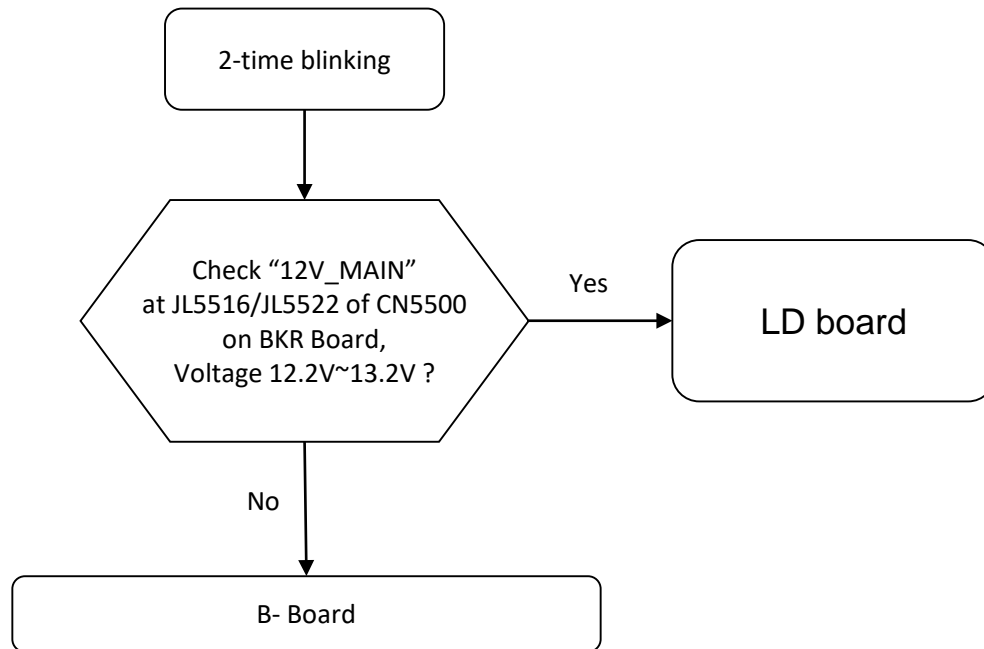 2-time blinking
Check “12V_MAIN”
at JL5516/JL5522 of CN5500
on BKR Board,
Voltage 12.2V~13.2V ?
Yes
LD board
No
B- Board